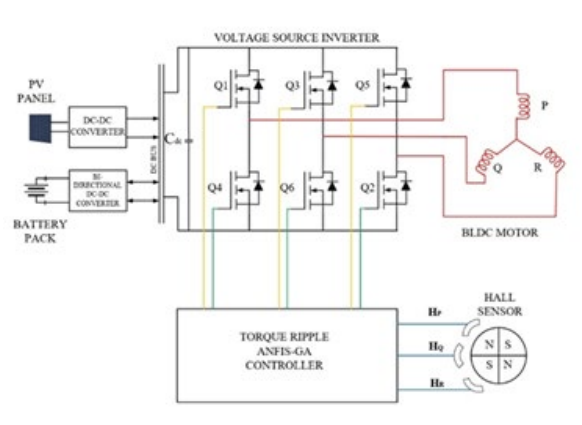 VOLTAGE SOURCE INVERTER
PV
PANEL
DC-DC
CONVERTER
BI-
DIRECTIONAL
DC-DC
CONVERTER
BATTERY
PACK
DC BUS
Cdc
Q1
Q3
Q5
Q4
Q6
Q2
P
Q
R
BLDC MOTOR
TORQUE RIPPLE
ANFIS-GA
CONTROLLER
HP
HQ
HR
HALL
SENSOR
N S
S N